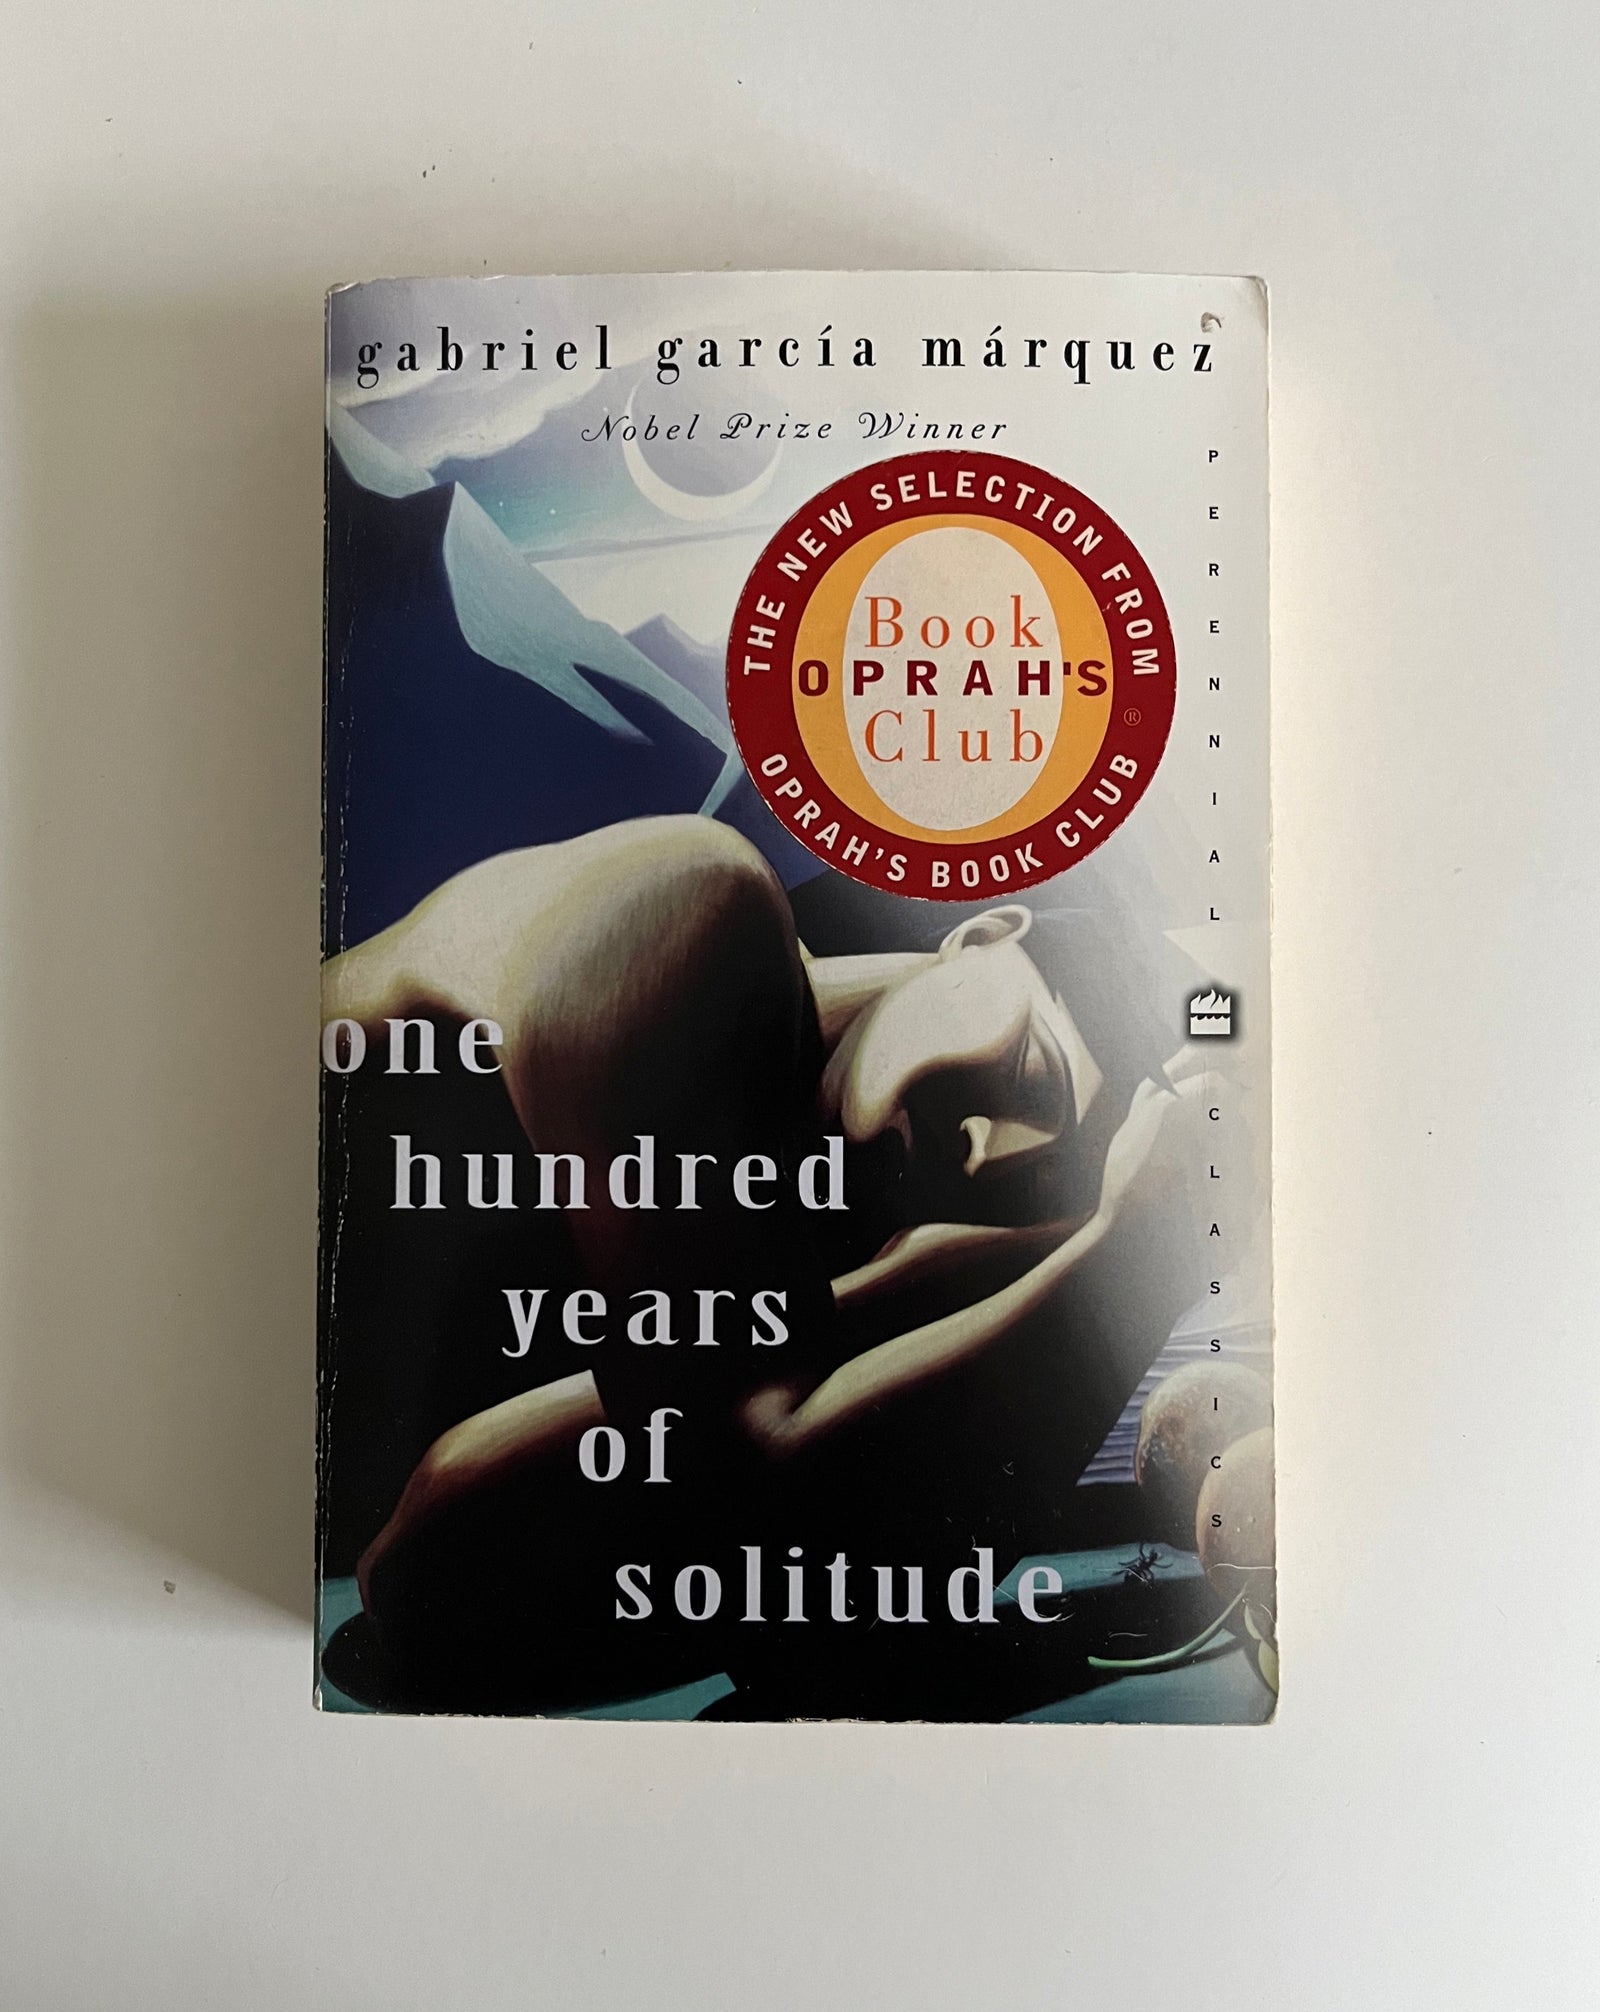 gabriel garcía márquez
Nobel Prize Winner
THE NEW SELECTION FROM
Book
OPRAH'S
Club
®
OPRAH'S BOOK CLUB
PERENNIAL
CLASSICS
one
hundred
years
of
solitude